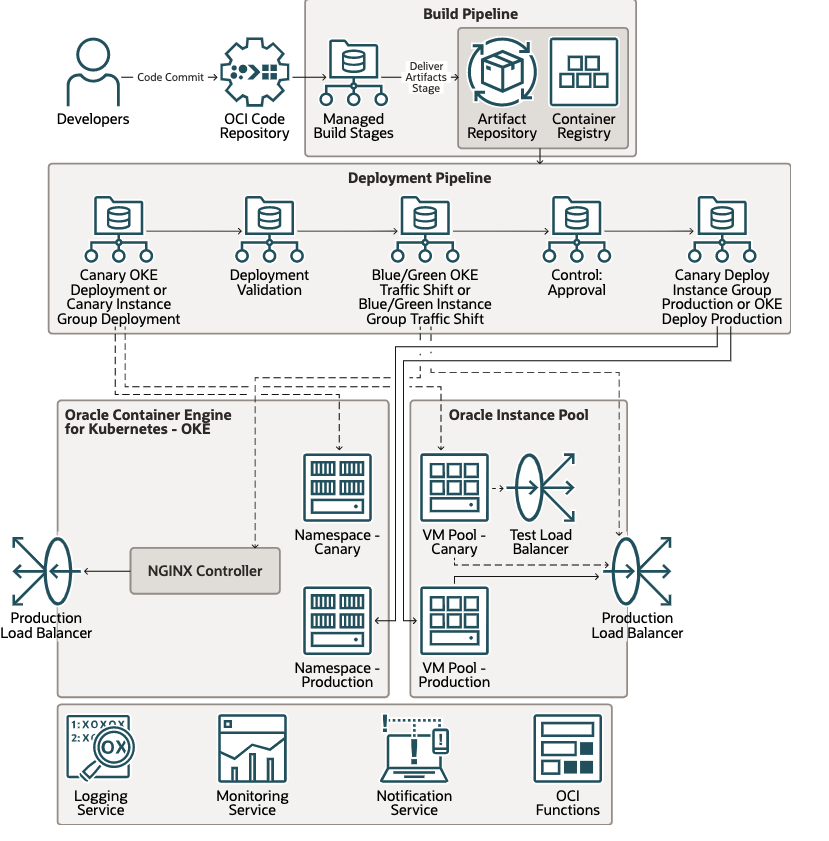 Build Pipeline
Code Commit
Deliver
Artifacts
Stage
Developers
OCI Code
Repository
Managed
Build Stages
Artifact
Repository
Container
Registry
Deployment Pipeline
Canary OKE
Deployment or
Canary Instance
Group Deployment
Deployment
Validation
Blue/Green OKE
Traffic Shift or
Blue/Green Instance
Group Traffic Shift
Control:
Approval
Canary Deploy
Instance Group
Production or OKE
Deploy Production
Oracle Container Engine
for Kubernetes - OKE
Oracle Instance Pool
Namespace -
Canary
VM Pool -
Canary
Test Load
Balancer
NGINX Controller
Production
Load Balancer
Namespace -
Production
VM Pool -
Production
Production
Load Balancer
1:XOXOX
2:XO
OX
Logging
Service
Monitoring
Service
Notification
Service
OCI
Functions